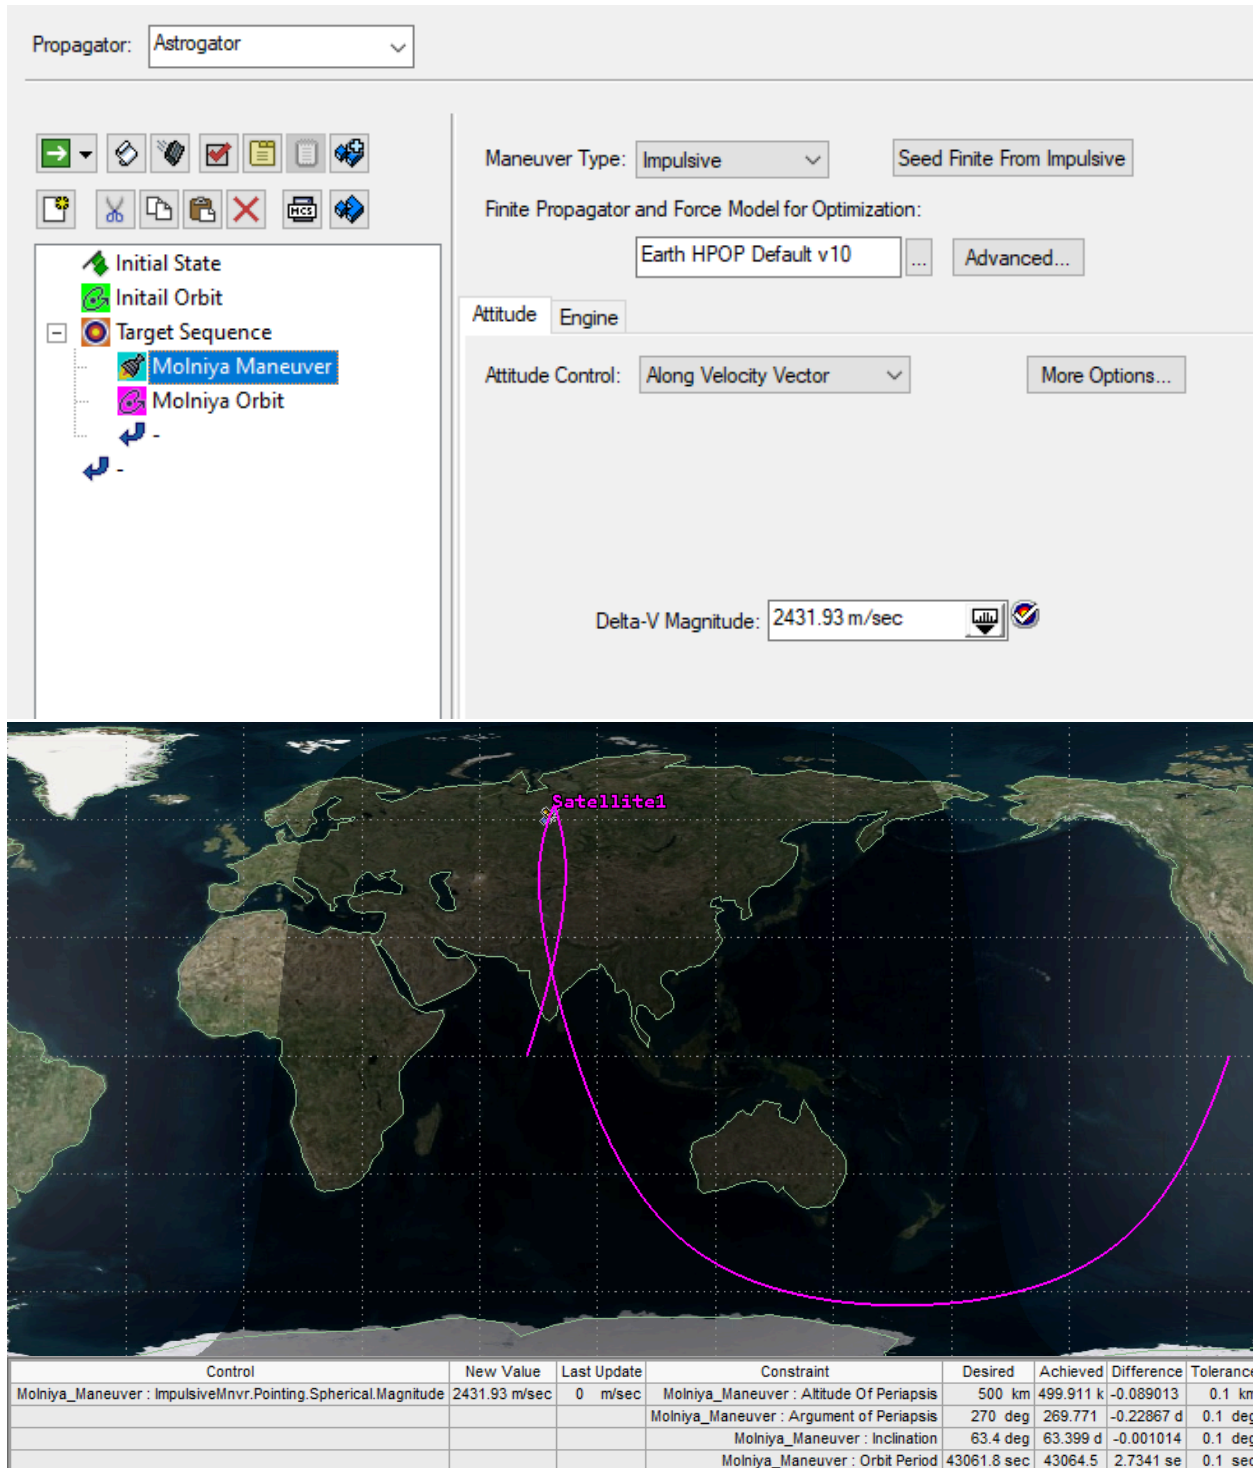 Propagator: Astrogator
Maneuver Type: Impulsive Seed Finite From Impulsive
Finite Propagator and Force Model for Optimization:
Earth HPOP Default v10 ... Advanced...
MCS
Initial State
Initail Orbit
Target Sequence
Molniya Maneuver
Molniya Orbit
-
-
Attitude Engine
Attitude Control: Along Velocity Vector More Options...
Delta-V Magnitude: 2431.93 m/sec
Satellite1
Control New Value Last Update Constraint Desired Achieved Difference Tolerance
Molniya_Maneuver : ImpulsiveMnvr.Pointing.Spherical.Magnitude 2431.93 m/sec 0 m/sec Molniya_Maneuver : Altitude Of Periapsis 500 km 499.911 k -0.089013 0.1 km
Molniya_Maneuver : Argument of Periapsis 270 deg 269.771 -0.22867 d 0.1 deg
Molniya_Maneuver : Inclination 63.4 deg 63.399 d -0.001014 0.1 deg
Molniya_Maneuver : Orbit Period 43061.8 sec 43064.5 2.7341 se 0.1 sec